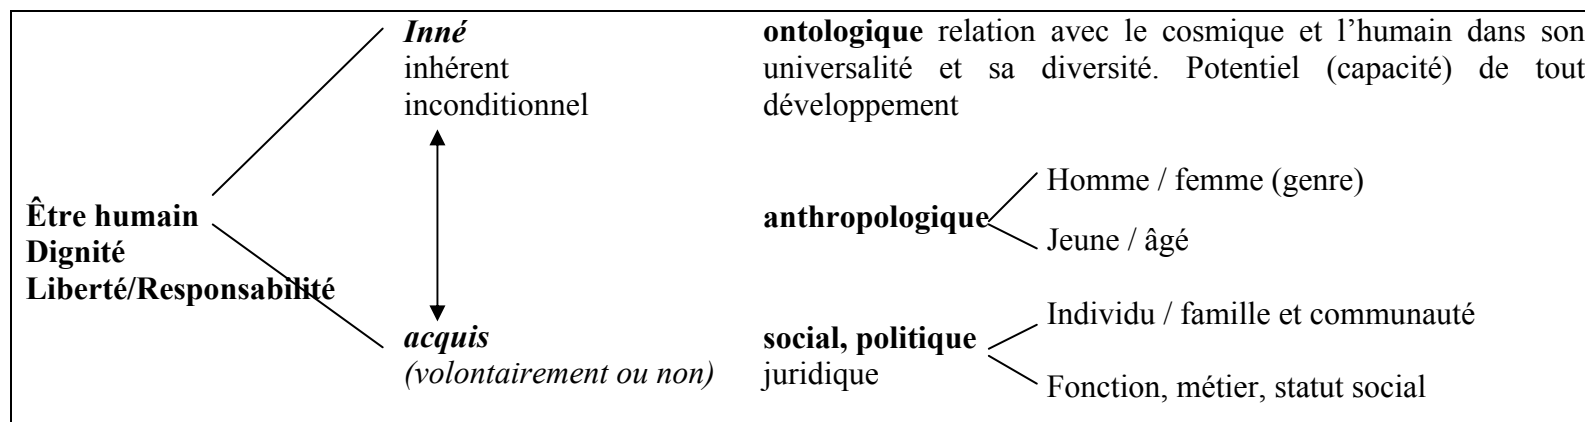 Inné
inhérent
inconditionnel
ontologique relation avec le cosmique et l’humain dans son
universalité et sa diversité. Potentiel (capacité) de tout
développement
Être humain
Dignité
Liberté/Responsabilité
anthropologique
Homme / femme (genre)
Jeune / âgé
acquis
(volontairement ou non)
social, politique
juridique
Individu / famille et communauté
Fonction, métier, statut social